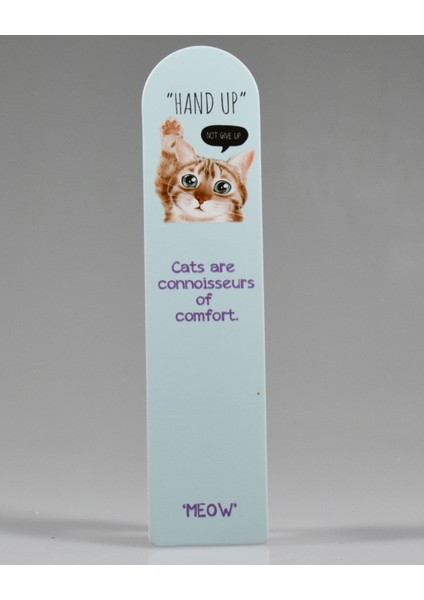 "HAND UP"
NOT GIVE UP
Cats are
connoisseurs
of
comfort.
'MEOW'